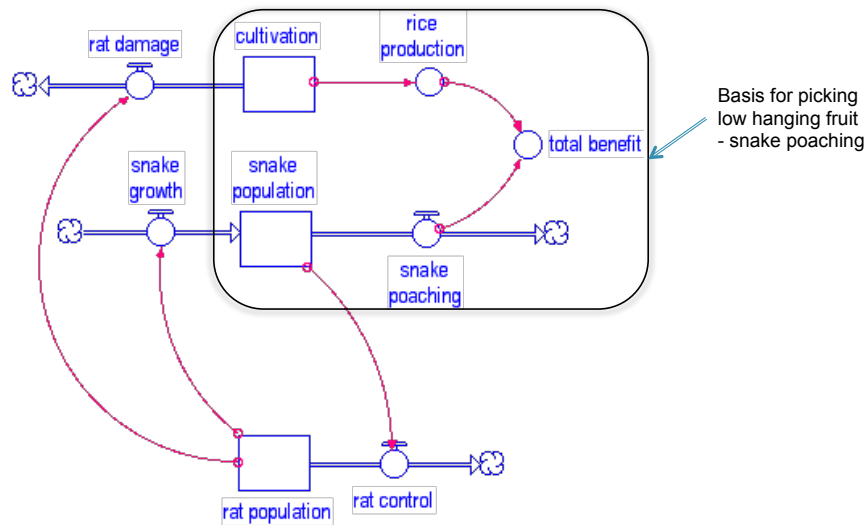 rat damage
cultivation
rice
production
Basis for picking
low hanging fruit
- snake poaching
total benefit
snake
growth
snake
population
snake
poaching
rat population
rat control